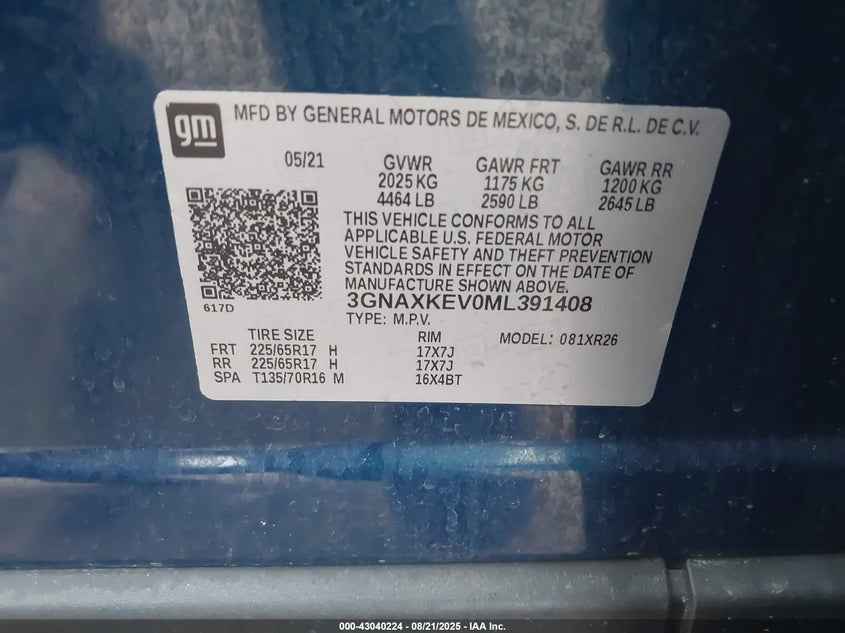 gm
MFD BY GENERAL MOTORS DE MEXICO, S. DE R.L. DE C.V.
05/21 GVWR GAWR FRT GAWR RR
2025 KG 1175 KG 1200 KG
4464 LB 2590 LB 2645 LB
THIS VEHICLE CONFORMS TO ALL
APPLICABLE U.S. FEDERAL MOTOR
VEHICLE SAFETY AND THEFT PREVENTION
STANDARDS IN EFFECT ON THE DATE OF
MANUFACTURE SHOWN ABOVE.
617D 3GNAXKEV0ML391408
TYPE: M.P.V.
TIRE SIZE RIM MODEL: 081XR26
FRT 225/65R17 H 17X7J
RR 225/65R17 H 17X7J
SPA T135/70R16 M 16X4BT
000-43040224 - 08/21/2025 - IAA Inc.